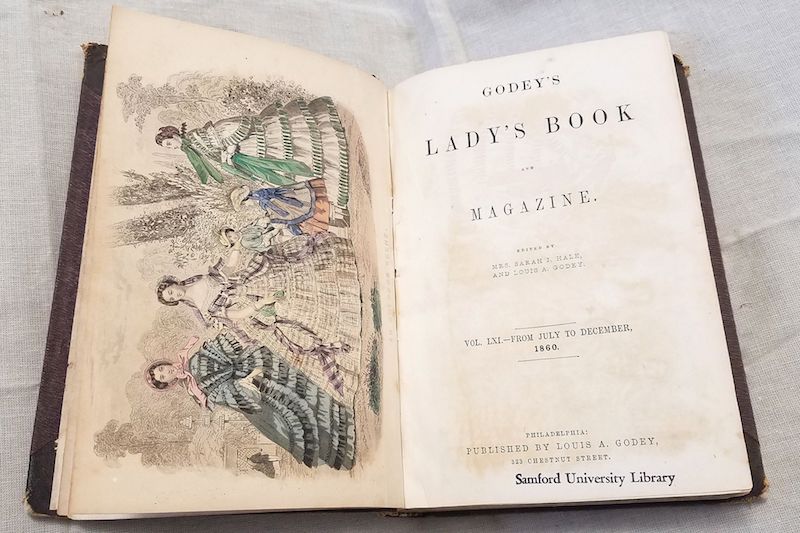 GODEY'S
LADY'S BOOK
AND
MAGAZINE.
EDITED BY
MRS. SARAH J. HALE,
AND LOUIS A. GODEY.
VOL. LXI.—FROM JULY TO DECEMBER,
1860.
PHILADELPHIA:
PUBLISHED BY LOUIS A. GODEY,
323 CHESTNUT STREET.
Samford University Library